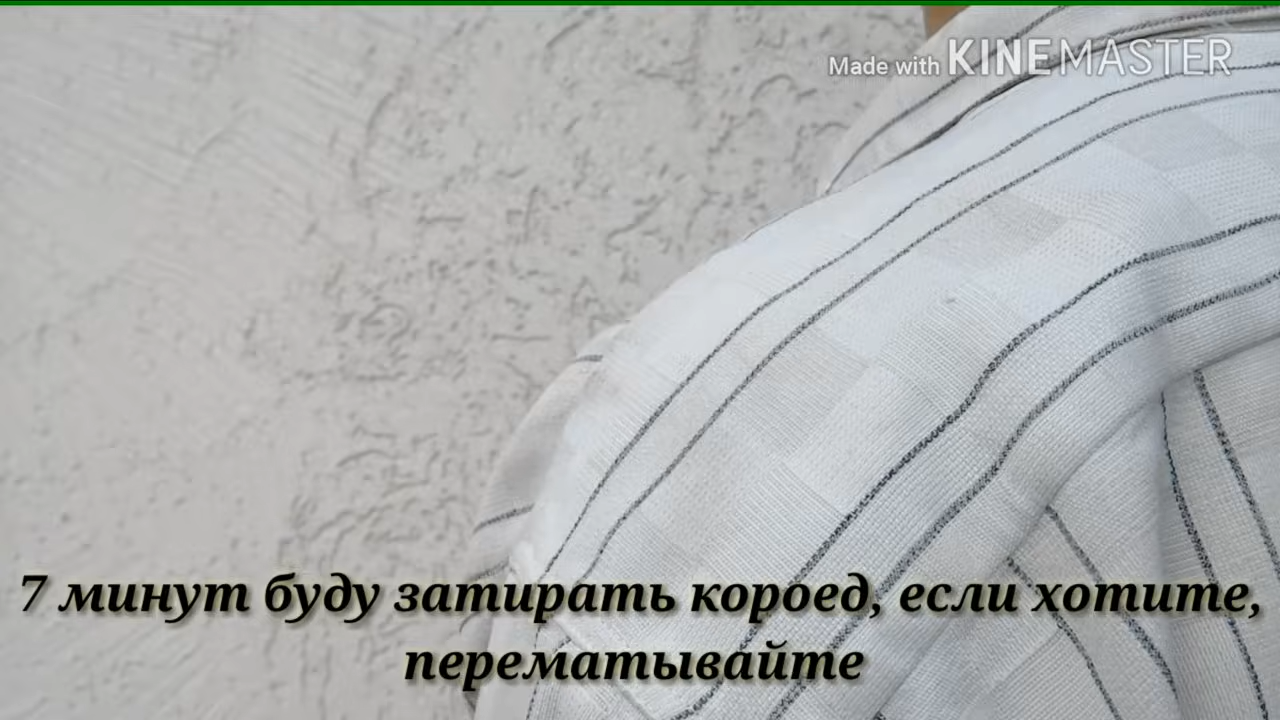 Made with KINEMASTER
7 минут буду затирать короед, если хотите,
перематывайте